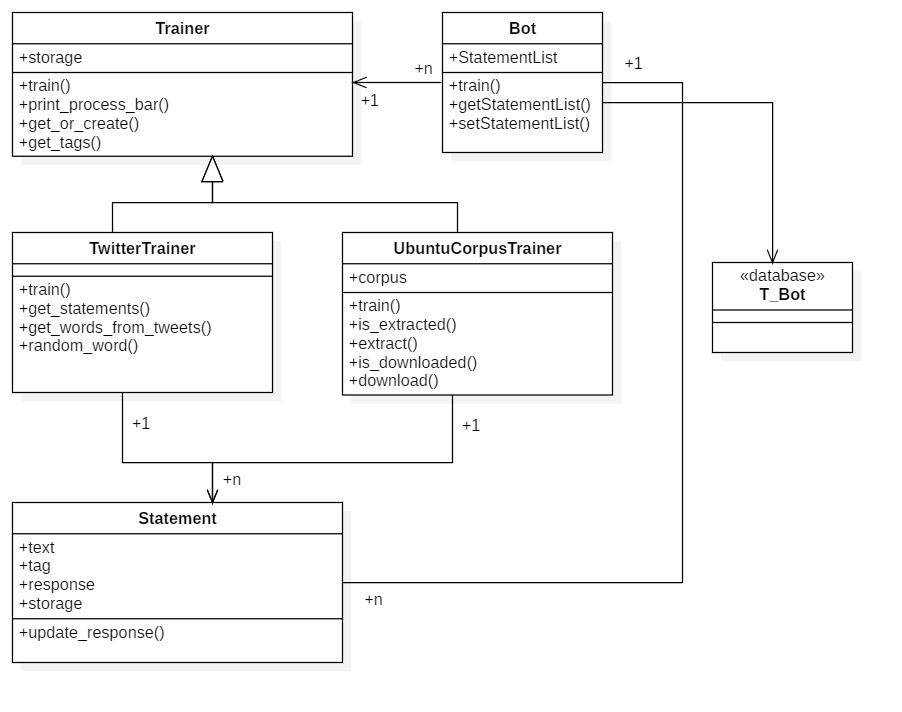 Trainer
+storage
+train()
+print_process_bar()
+get_or_create()
+get_tags()
+n
+1
Bot
+StatementList
+train()
+getStatementList()
+setStatementList()
+1
TwitterTrainer
+train()
+get_statements()
+get_words_from_tweets()
+random_word()
UbuntuCorpusTrainer
+corpus
+train()
+is_extracted()
+extract()
+is_downloaded()
+download()
«database»
T_Bot
+1
+1
+n
Statement
+text
+tag
+response
+storage
+update_response()
+n